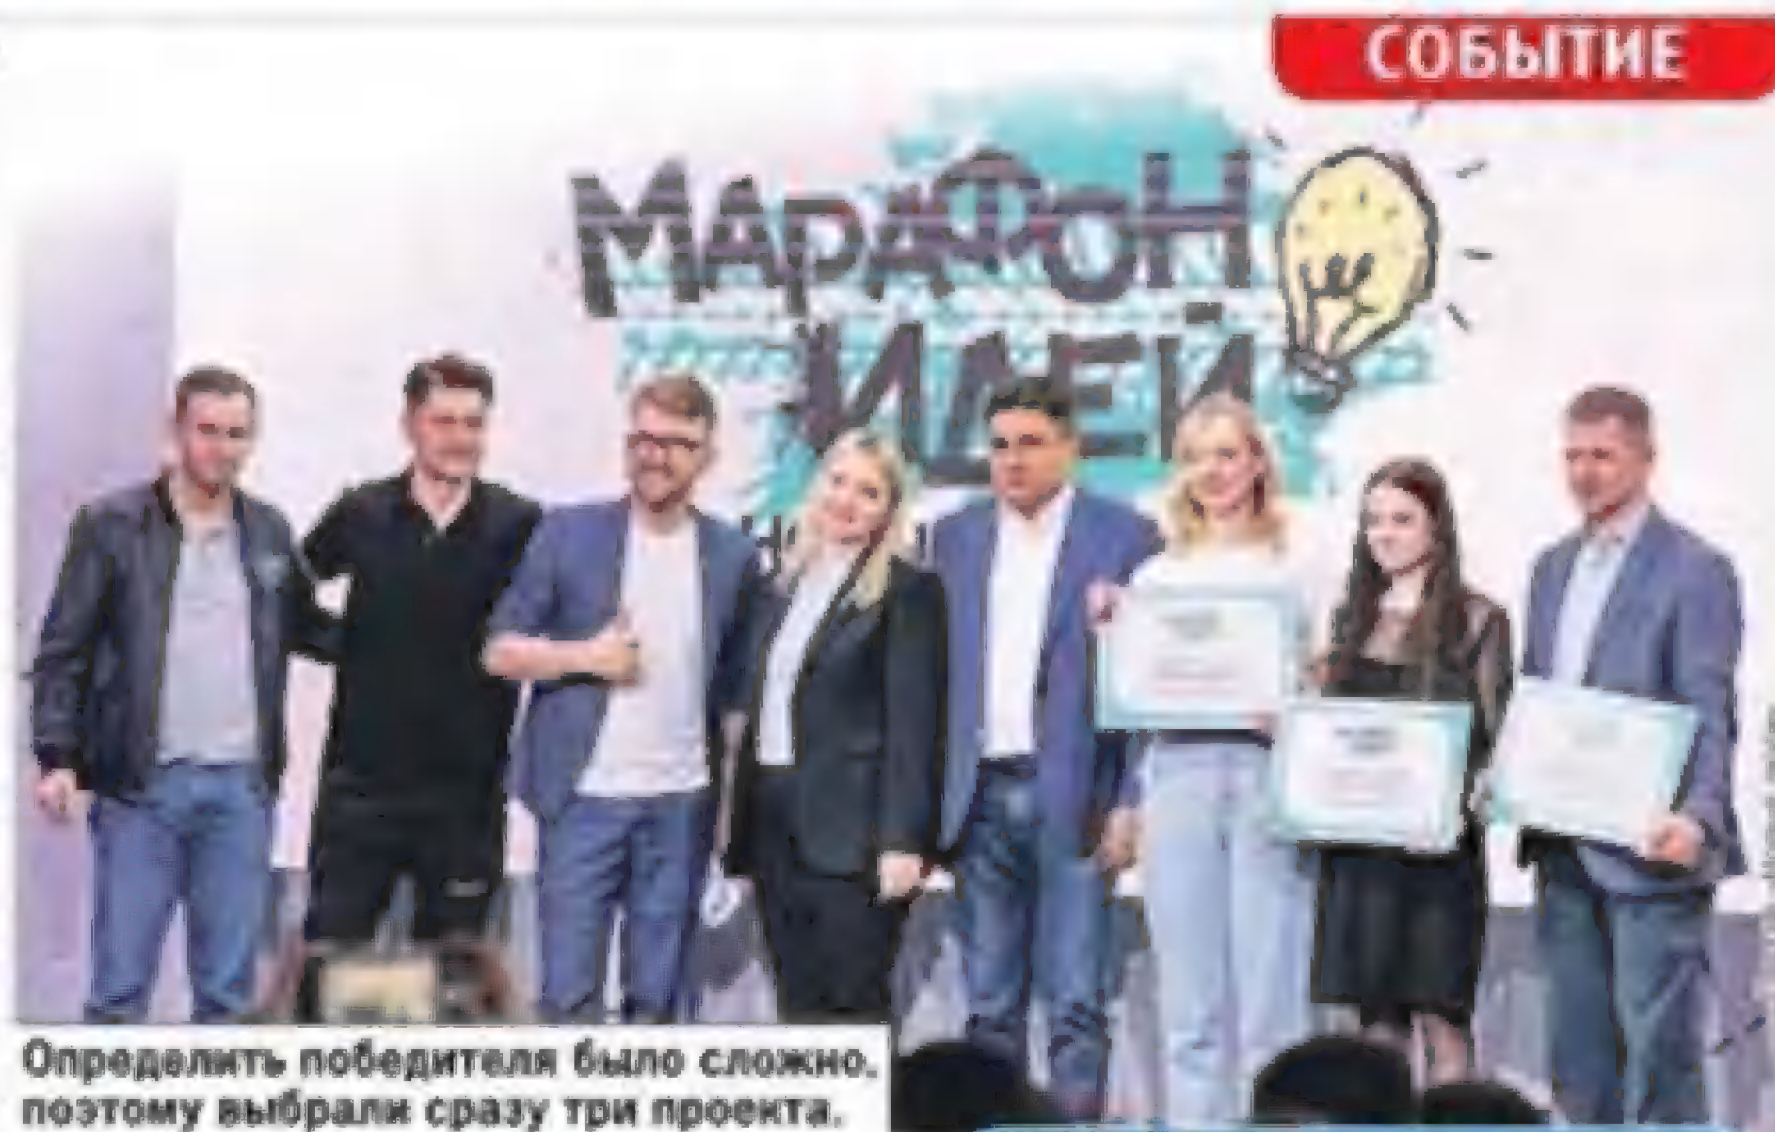 СОБЫТИЕ
МАРАФОН
ИДЕЙ
Определить победителя было сложно,
поэтому выбрали сразу три проекта.